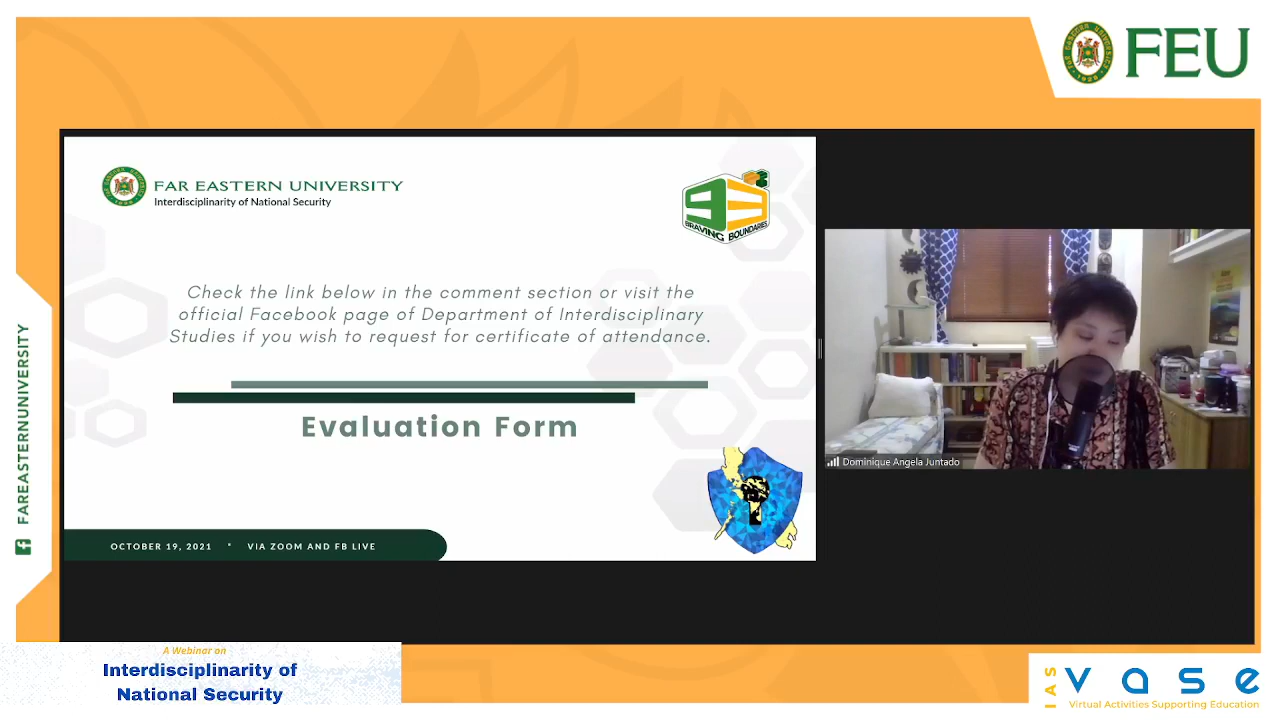 FEU
FAR EASTERN UNIVERSITY
Interdisciplinarity of National Security
BRAVING BOUNDARIES
Check the link below in the comment section or visit the
official Facebook page of Department of Interdisciplinary
Studies if you wish to request for certificate of attendance.
Evaluation Form
OCTOBER 19, 2021 * VIA ZOOM AND FB LIVE
Dominique Angela Juntado
FAREASTERNUNIVERSITY
A Webinar on
Interdisciplinarity of
National Security
IAS
vase
Virtual Activities Supporting Education